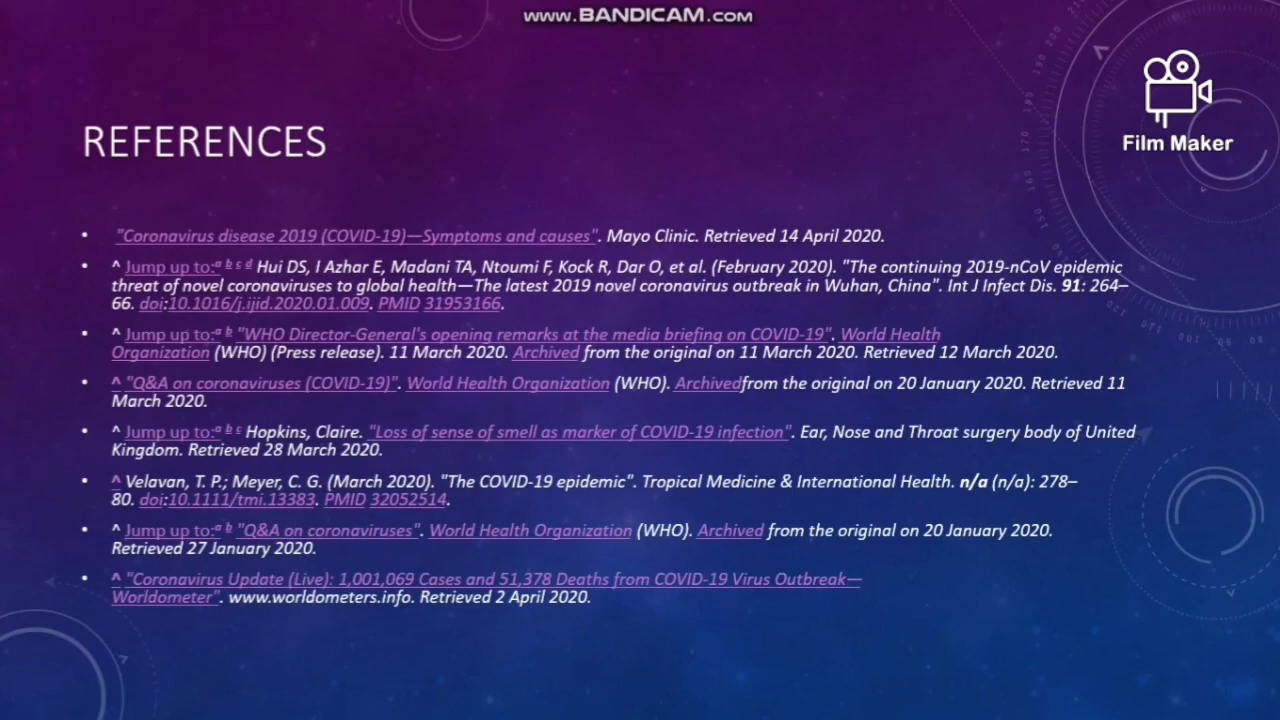 www.BANDICAM.com
Film Maker
REFERENCES
• "Coronavirus disease 2019 (COVID-19)—Symptoms and causes". Mayo Clinic. Retrieved 14 April 2020.
• ^ Jump up to:a b c d Hui DS, I Azhar E, Madani TA, Ntoumi F, Kock R, Dar O, et al. (February 2020). "The continuing 2019-nCoV epidemic
threat of novel coronaviruses to global health—The latest 2019 novel coronavirus outbreak in Wuhan, China". Int J Infect Dis. 91: 264–
66. doi:10.1016/j.ijid.2020.01.009. PMID 31953166.
• ^ Jump up to:a b "WHO Director-General's opening remarks at the media briefing on COVID-19". World Health
Organization (WHO) (Press release). 11 March 2020. Archived from the original on 11 March 2020. Retrieved 12 March 2020.
• ^ "Q&A on coronaviruses (COVID-19)". World Health Organization (WHO). Archivedfrom the original on 20 January 2020. Retrieved 11
March 2020.
• ^ Jump up to:a b c Hopkins, Claire. "Loss of sense of smell as marker of COVID-19 infection". Ear, Nose and Throat surgery body of United
Kingdom. Retrieved 28 March 2020.
• ^ Velavan, T. P.; Meyer, C. G. (March 2020). "The COVID-19 epidemic". Tropical Medicine & International Health. n/a (n/a): 278–
80. doi:10.1111/tmi.13383. PMID 32052514.
• ^ Jump up to:a b "Q&A on coronaviruses". World Health Organization (WHO). Archived from the original on 20 January 2020.
Retrieved 27 January 2020.
• ^ "Coronavirus Update (Live): 1,001,069 Cases and 51,378 Deaths from COVID-19 Virus Outbreak—
Worldometer". www.worldometers.info. Retrieved 2 April 2020.